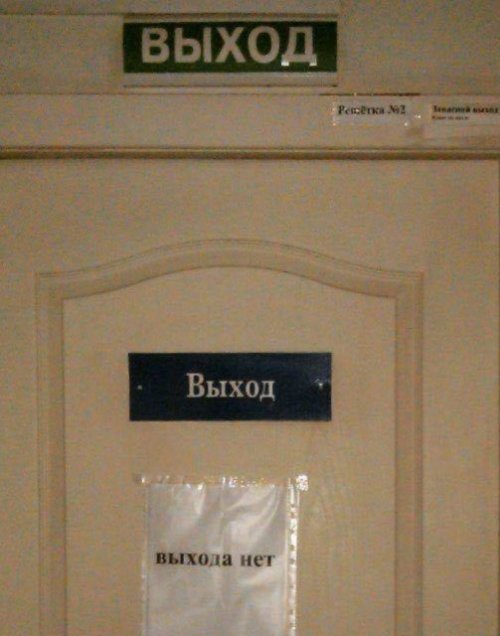 ВЫХОД
Решётка №2
Запасной выход
Выход
выхода нет